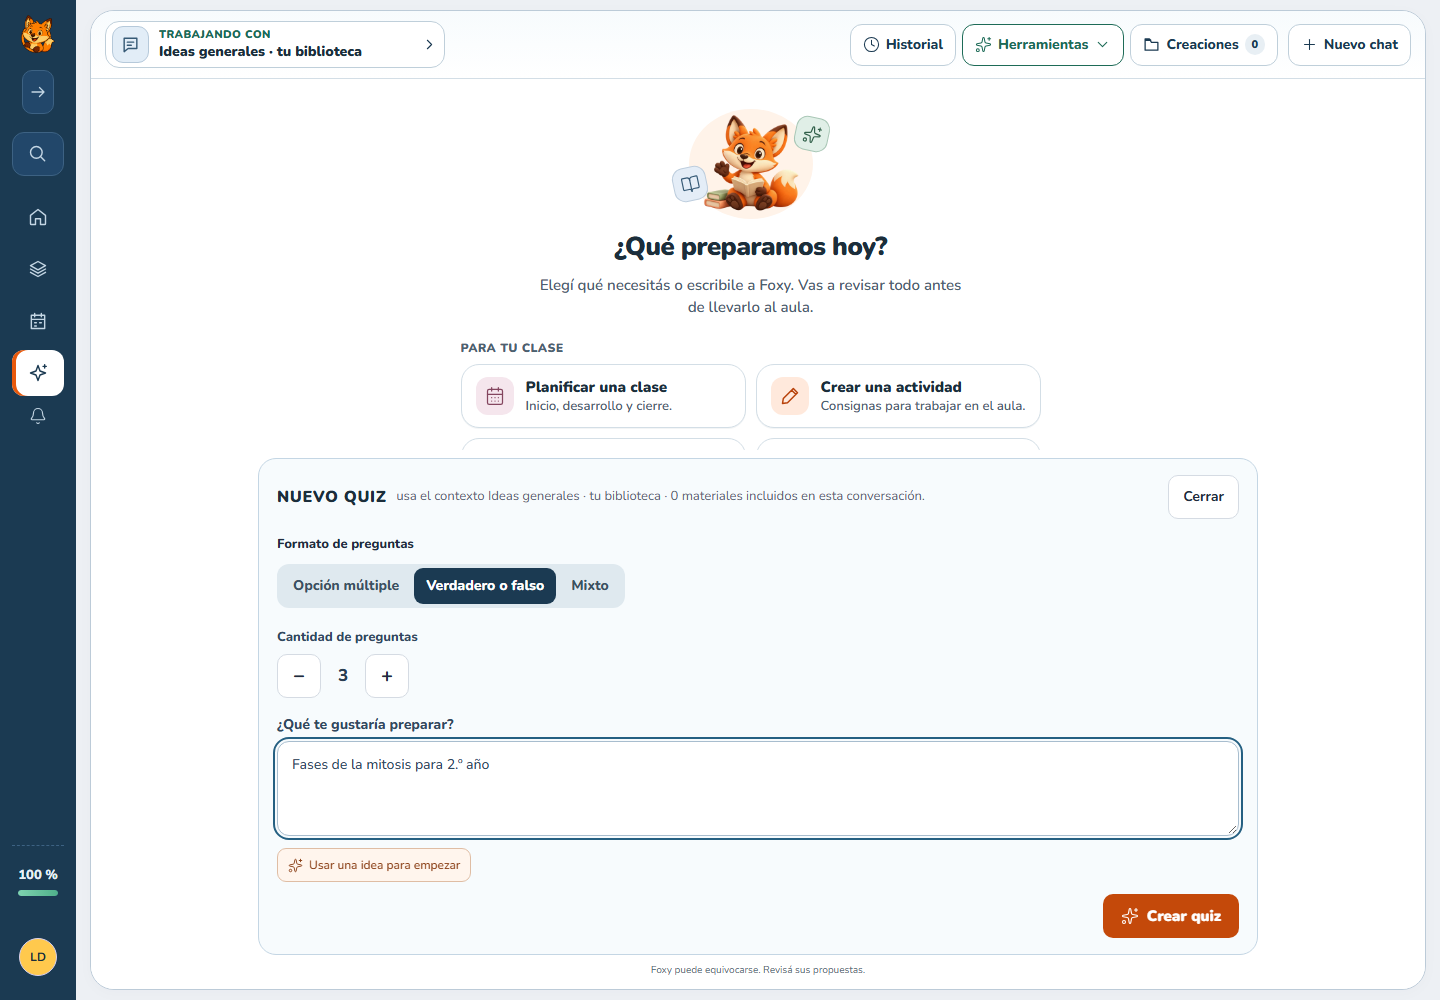 TRABAJANDO CON
Ideas generales · tu biblioteca
Historial
Herramientas
Creaciones 0
Nuevo chat
¿Qué preparamos hoy?
Elegí qué necesitás o escribile a Foxy. Vas a revisar todo antes
de llevarlo al aula.
PARA TU CLASE
Planificar una clase
Inicio, desarrollo y cierre.
Crear una actividad
Consignas para trabajar en el aula.
NUEVO QUIZ usa el contexto Ideas generales · tu biblioteca · 0 materiales incluidos en esta conversación.
Cerrar
Formato de preguntas
Opción múltiple
Verdadero o falso
Mixto
Cantidad de preguntas
− 3 +
¿Qué te gustaría preparar?
Fases de la mitosis para 2.º año
Usar una idea para empezar
Crear quiz
Foxy puede equivocarse. Revisá sus propuestas.
100 %
LD